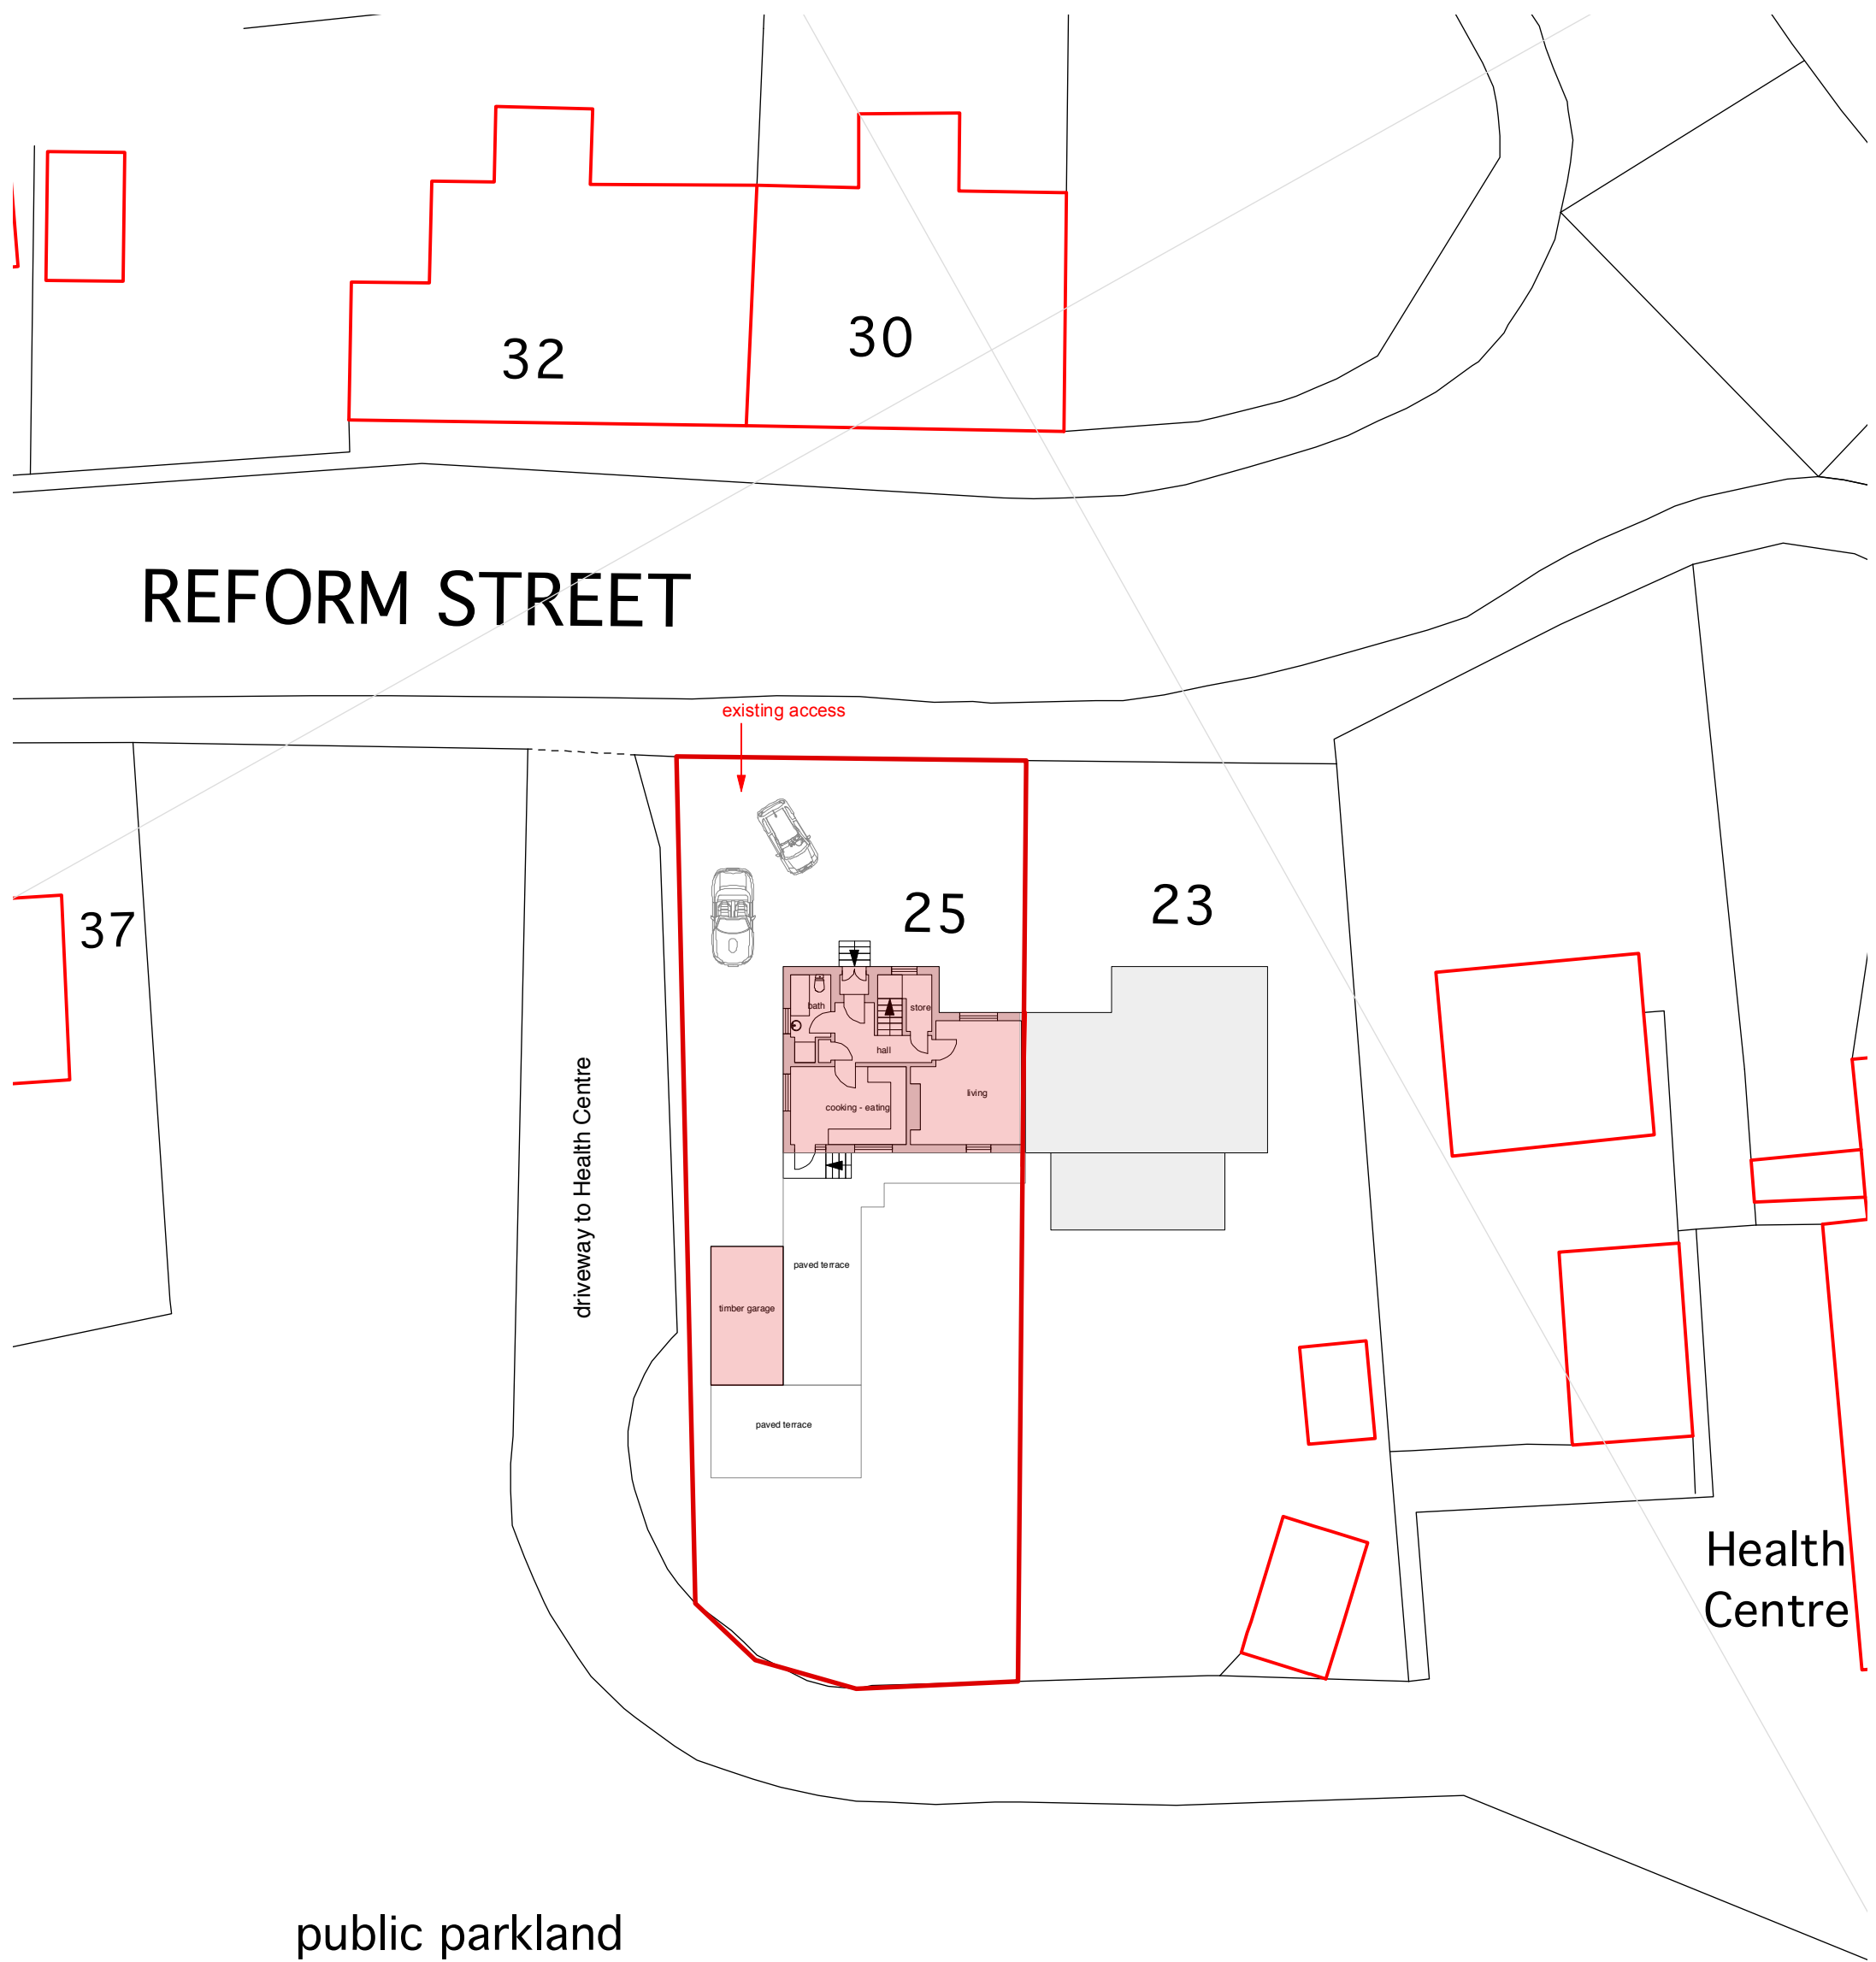 32
30
REFORM STREET
existing access
37
25
23
bath
store
hall
living
cooking - eating
driveway to Health Centre
paved terrace
timber garage
paved terrace
Health
Centre
public parkland